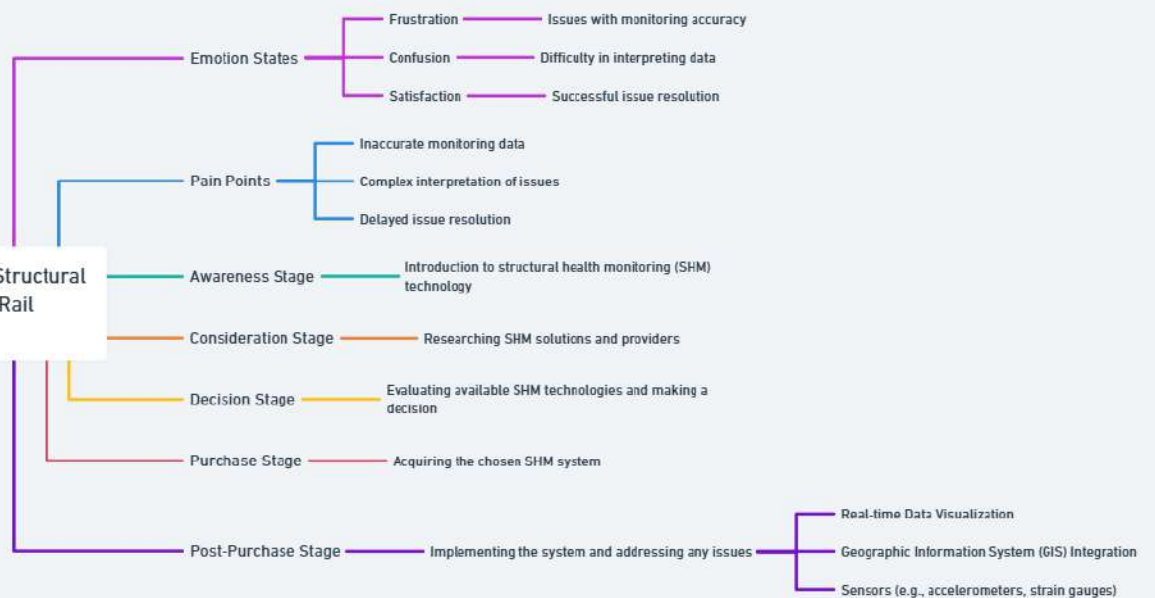 Frustration
Issues with monitoring accuracy
Emotion States
Confusion
Difficulty in interpreting data
Satisfaction
Successful issue resolution
Inaccurate monitoring data
Pain Points
Complex interpretation of issues
Delayed issue resolution
Structural
Rail
Awareness Stage
Introduction to structural health monitoring (SHM)
technology
Consideration Stage
Researching SHM solutions and providers
Decision Stage
Evaluating available SHM technologies and making a
decision
Purchase Stage
Acquiring the chosen SHM system
Post-Purchase Stage
Implementing the system and addressing any issues
Real-time Data Visualization
Geographic Information System (GIS) Integration
Sensors (e.g., accelerometers, strain gauges)